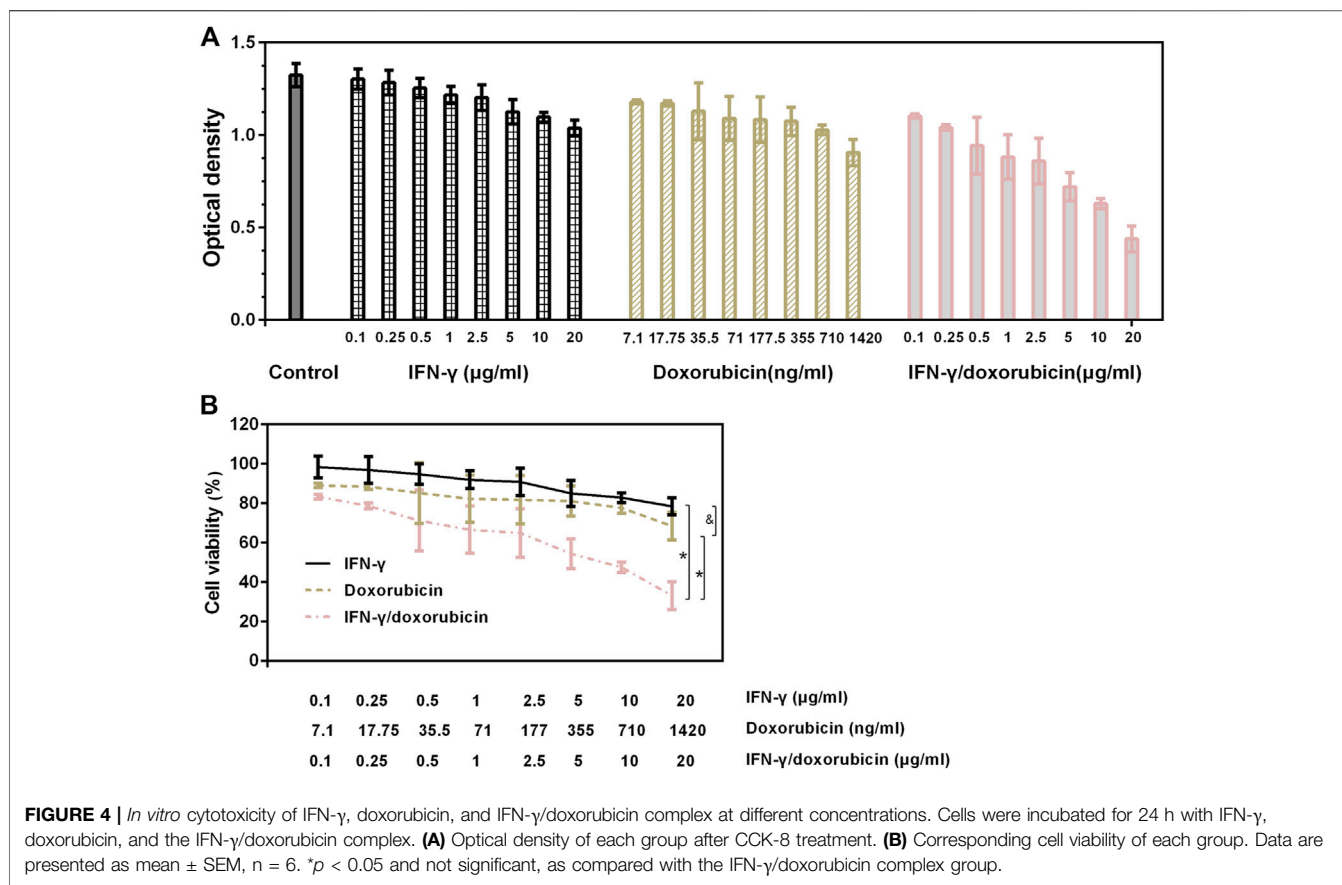 A
1.5
1.0
0.5
0.0
Optical density
0.1 0.25 0.5 1 2.5 5 10 20
7.1 17.75 35.5 71 177.5 355 710 1420
0.1 0.25 0.5 1 2.5 5 10 20
Control IFN-γ (μg/ml) Doxorubicin(ng/ml) IFN-γ/doxorubicin(μg/ml)
B
120
100
80
60
40
20
0
Cell viability (%)
IFN-γ
Doxorubicin
IFN-γ/doxorubicin
&
* *
0.1 0.25 0.5 1 2.5 5 10 20 IFN-γ (μg/ml)
7.1 17.75 35.5 71 177 355 710 1420 Doxorubicin (ng/ml)
0.1 0.25 0.5 1 2.5 5 10 20 IFN-γ/doxorubicin (μg/ml)
FIGURE 4 | In vitro cytotoxicity of IFN-γ, doxorubicin, and IFN-γ/doxorubicin complex at different concentrations. Cells were incubated for 24 h with IFN-γ,
doxorubicin, and the IFN-γ/doxorubicin complex. (A) Optical density of each group after CCK-8 treatment. (B) Corresponding cell viability of each group. Data are
presented as mean ± SEM, n = 6. *p < 0.05 and not significant, as compared with the IFN-γ/doxorubicin complex group.